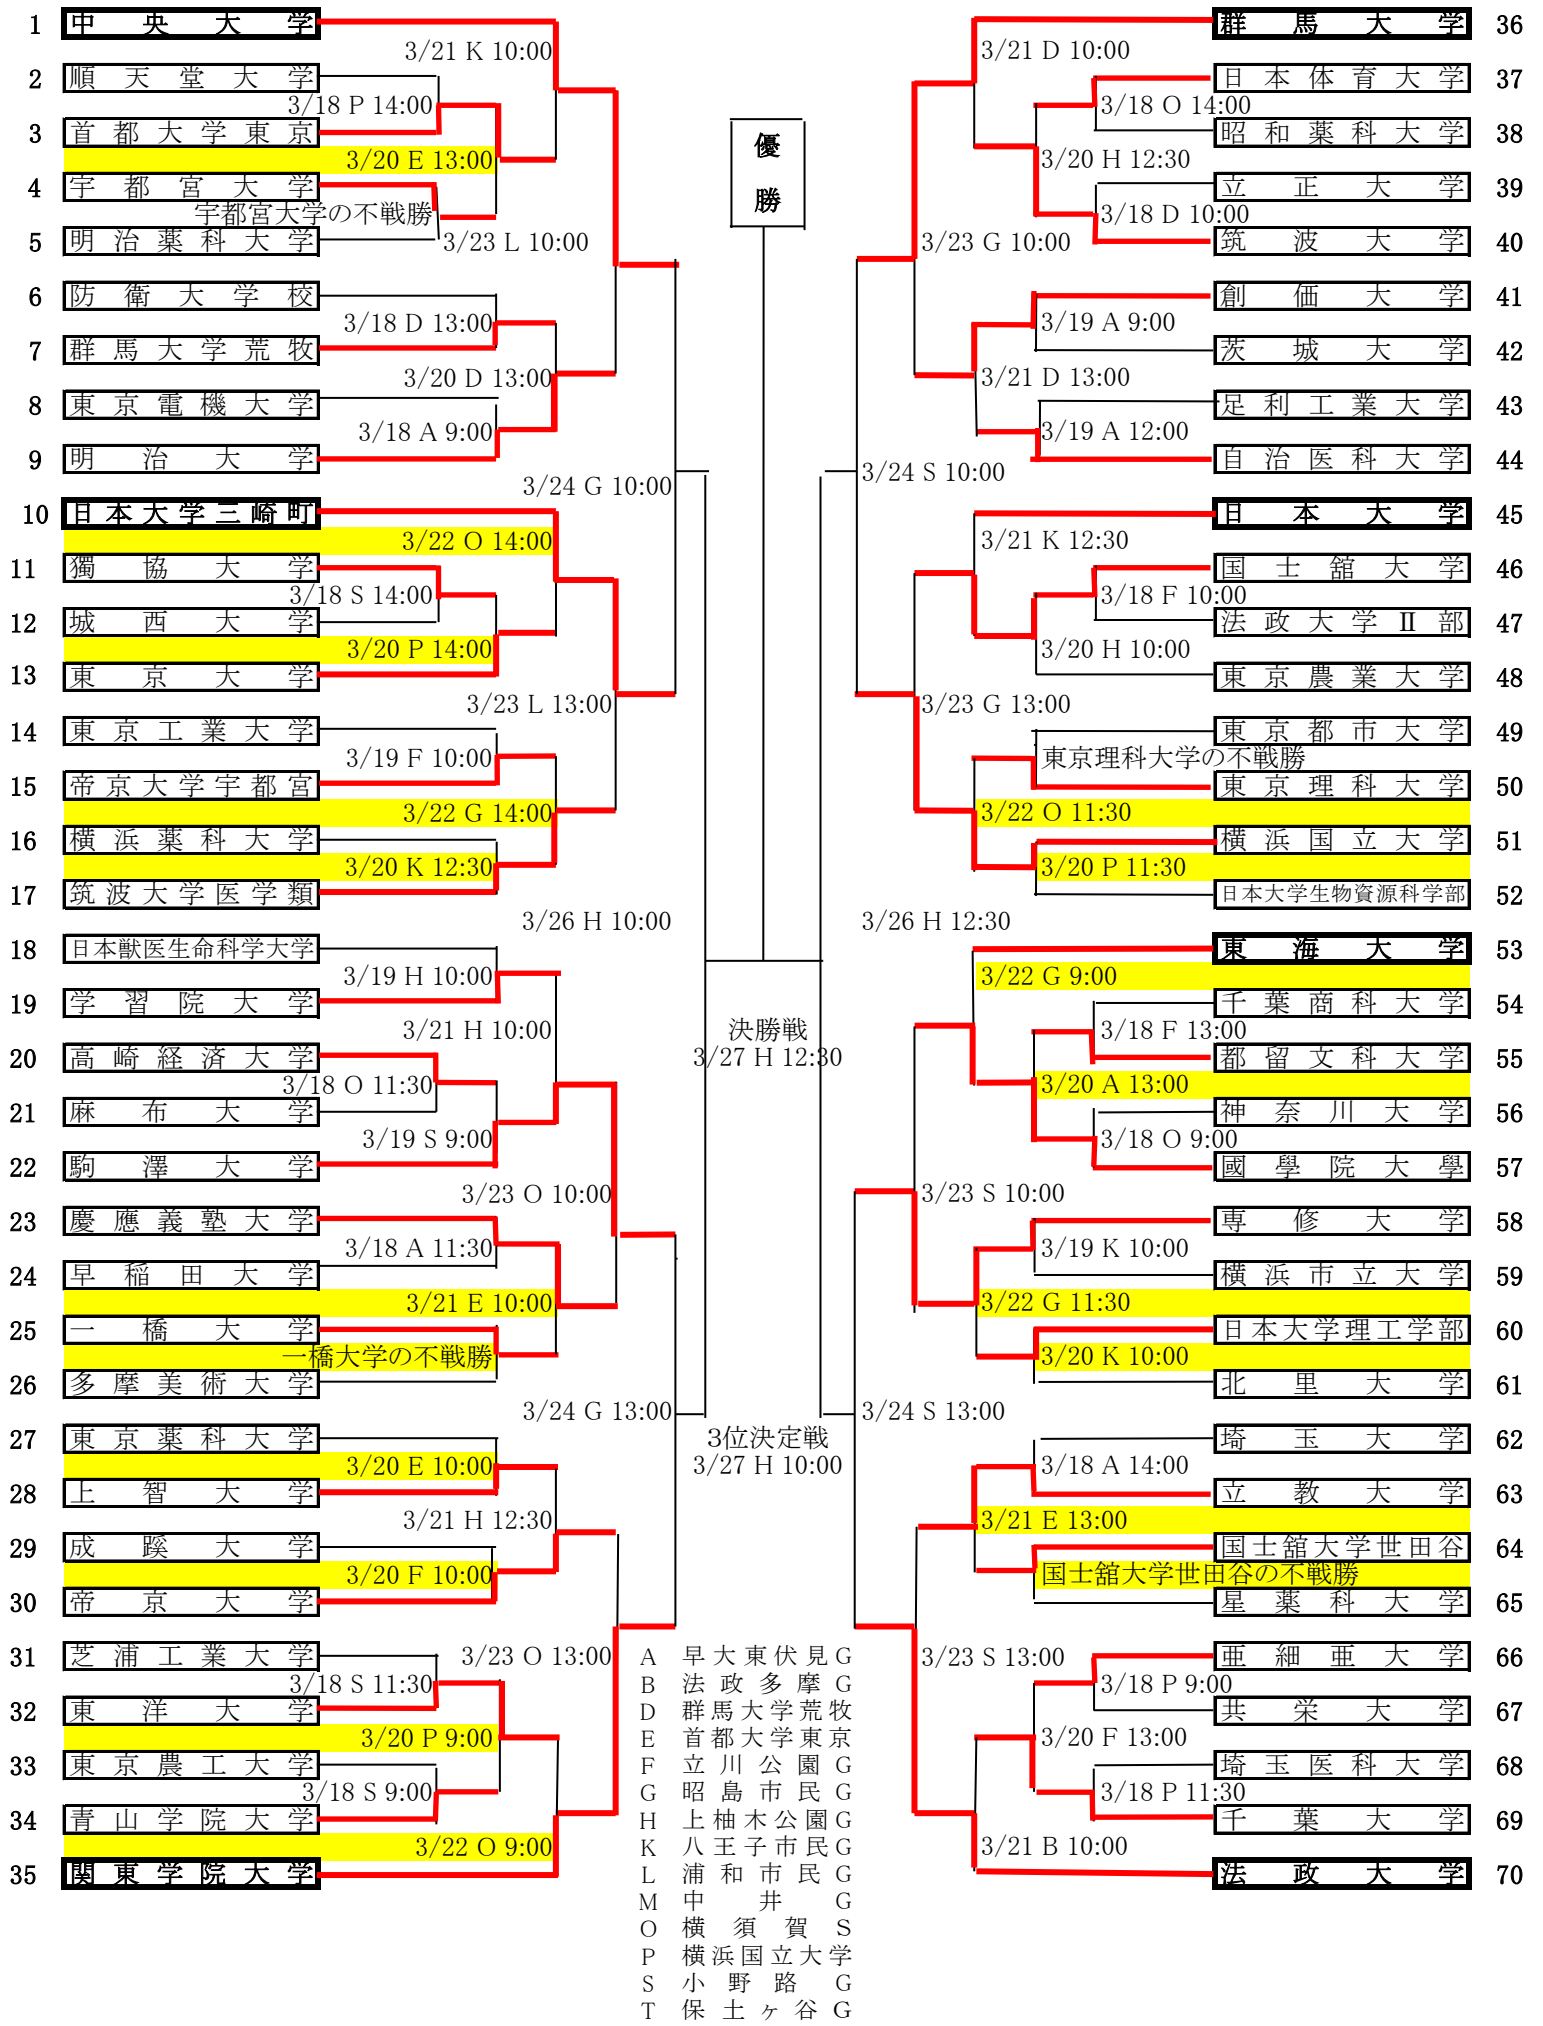 1 中央大学
3/21 K 10:00
2 順天堂大学
3/18 P 14:00
3 首都大学東京
3/20 E 13:00
4 宇都宮大学
宇都宮大学の不戦勝
5 明治薬科大学
3/23 L 10:00
6 防衛大学校
3/18 D 13:00
7 群馬大学荒牧
3/20 D 13:00
8 東京電機大学
3/18 A 9:00
9 明治大学
3/24 G 10:00
10 日本大学三崎町
3/22 O 14:00
11 獨協大学
3/18 S 14:00
12 城西大学
3/20 P 14:00
13 東京大学
3/23 L 13:00
14 東京工業大学
3/19 F 10:00
15 帝京大学宇都宮
3/22 G 14:00
16 横浜薬科大学
3/20 K 12:30
17 筑波大学医学類
3/26 H 10:00
18 日本獣医生命科学大学
3/19 H 10:00
19 学習院大学
3/21 H 10:00
20 高崎経済大学
3/18 O 11:30
21 麻布大学
3/19 S 9:00
22 駒澤大学
3/23 O 10:00
23 慶應義塾大学
3/18 A 11:30
24 早稲田大学
3/21 E 10:00
25 一橋大学
一橋大学の不戦勝
26 多摩美術大学
3/24 G 13:00
27 東京薬科大学
3/20 E 10:00
28 上智大学
3/21 H 12:30
29 成蹊大学
3/20 F 10:00
30 帝京大学
31 芝浦工業大学
3/23 O 13:00
3/18 S 11:30
32 東洋大学
3/20 P 9:00
33 東京農工大学
3/18 S 9:00
34 青山学院大学
3/22 O 9:00
35 関東学院大学
優
勝
決勝戦
3/27 H 12:30
3位決定戦
3/27 H 10:00
A 早大東伏見G
B 法政多摩G
D 群馬大学荒牧
E 首都大学東京
F 立川公園G
G 昭島市民G
H 上柚木公園G
K 八王子市民G
L 浦和市民G
M 中井G
O 横須賀S
P 横浜国立大学
S 小野路G
T 保土ヶ谷G
群馬大学 36
3/21 D 10:00
日本体育大学 37
3/18 O 14:00
昭和薬科大学 38
3/20 H 12:30
立正大学 39
3/18 D 10:00
筑波大学 40
3/23 G 10:00
創価大学 41
3/19 A 9:00
茨城大学 42
3/21 D 13:00
足利工業大学 43
3/19 A 12:00
自治医科大学 44
3/24 S 10:00
日本大学 45
3/21 K 12:30
国士舘大学 46
3/18 F 10:00
法政大学Ⅱ部 47
3/20 H 10:00
東京農業大学 48
3/23 G 13:00
東京都市大学 49
東京理科大学の不戦勝
東京理科大学 50
3/22 O 11:30
横浜国立大学 51
3/20 P 11:30
日本大学生物資源科学部 52
3/26 H 12:30
東海大学 53
3/22 G 9:00
千葉商科大学 54
3/18 F 13:00
都留文科大学 55
3/20 A 13:00
神奈川大学 56
3/18 O 9:00
國學院大學 57
3/23 S 10:00
専修大学 58
3/19 K 10:00
横浜市立大学 59
3/22 G 11:30
日本大学理工学部 60
3/20 K 10:00
北里大学 61
3/24 S 13:00
埼玉大学 62
3/18 A 14:00
立教大学 63
3/21 E 13:00
国士舘大学世田谷 64
国士舘大学世田谷の不戦勝
星薬科大学 65
3/23 S 13:00
亜細亜大学 66
3/18 P 9:00
共栄大学 67
3/20 F 13:00
埼玉医科大学 68
3/18 P 11:30
千葉大学 69
3/21 B 10:00
法政大学 70